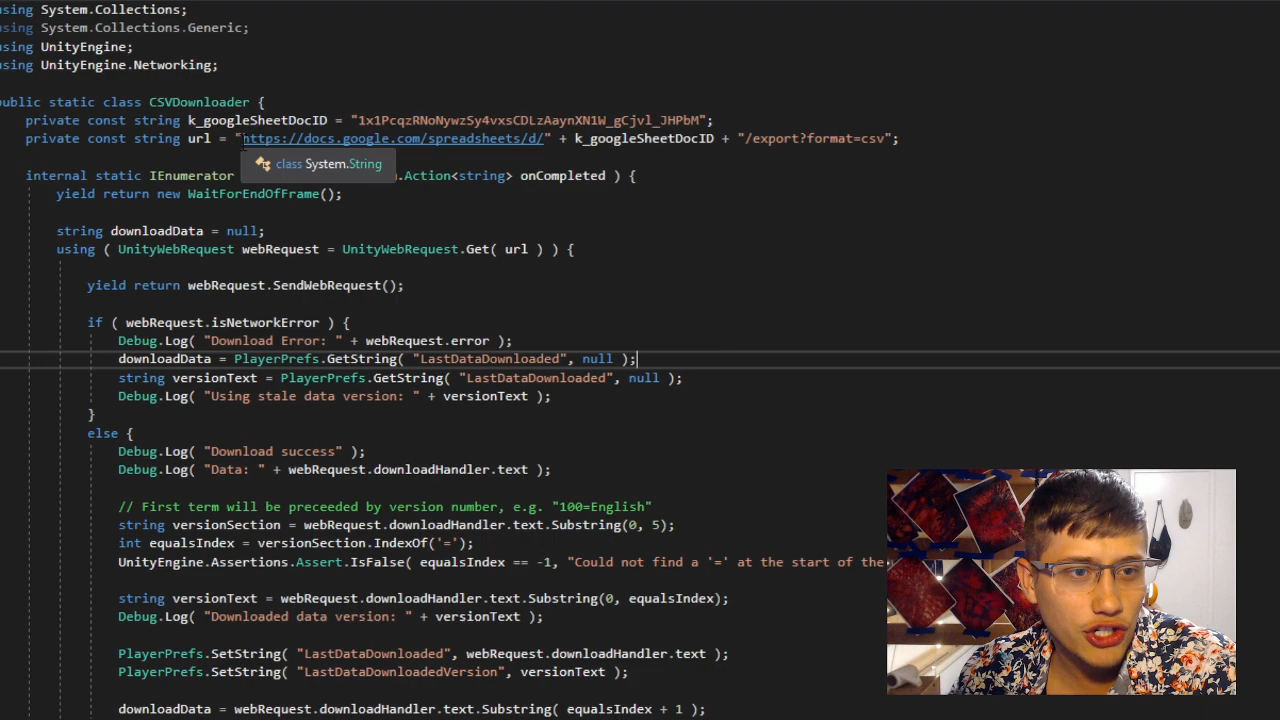 using System.Collections;
using System.Collections.Generic;
using UnityEngine;
using UnityEngine.Networking;
public static class CSVDownloader {
private const string k_googleSheetDocID = "1x1PcqzRNoNywzSy4vxsCDLzAaynXN1W_gCjvl_JHPbM";
private const string url = "https://docs.google.com/spreadsheets/d/" + k_googleSheetDocID + "/export?format=csv";
class System.String
internal static IEnumerator .Action<string> onCompleted ) {
yield return new WaitForEndOfFrame();
string downloadData = null;
using ( UnityWebRequest webRequest = UnityWebRequest.Get( url ) ) {
yield return webRequest.SendWebRequest();
if ( webRequest.isNetworkError ) {
Debug.Log( "Download Error: " + webRequest.error );
downloadData = PlayerPrefs.GetString( "LastDataDownloaded", null );
string versionText = PlayerPrefs.GetString( "LastDataDownloaded", null );
Debug.Log( "Using stale data version: " + versionText );
}
else {
Debug.Log( "Download success" );
Debug.Log( "Data: " + webRequest.downloadHandler.text );
// First term will be preceeded by version number, e.g. "100=English"
string versionSection = webRequest.downloadHandler.text.Substring(0, 5);
int equalsIndex = versionSection.IndexOf('=');
UnityEngine.Assertions.Assert.IsFalse( equalsIndex == -1, "Could not find a '=' at the start of the
string versionText = webRequest.downloadHandler.text.Substring(0, equalsIndex);
Debug.Log( "Downloaded data version: " + versionText );
PlayerPrefs.SetString( "LastDataDownloaded", webRequest.downloadHandler.text );
PlayerPrefs.SetString( "LastDataDownloadedVersion", versionText );
downloadData = webRequest.downloadHandler.text.Substring( equalsIndex + 1 );